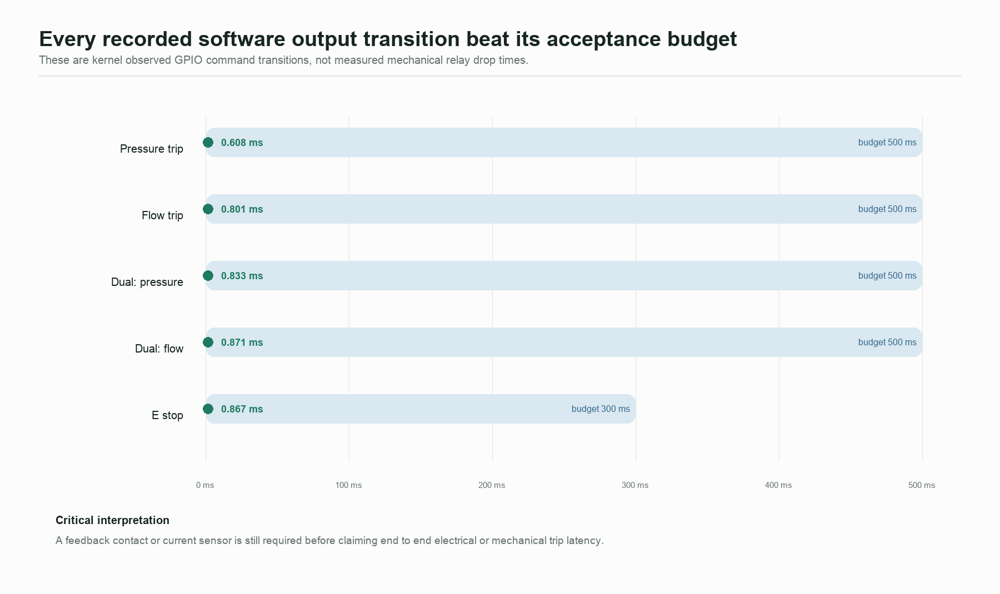 Every recorded software output transition beat its acceptance budget
These are kernel observed GPIO command transitions, not measured mechanical relay drop times.
Pressure trip
0.608 ms
budget 500 ms
Flow trip
0.801 ms
budget 500 ms
Dual: pressure
0.833 ms
budget 500 ms
Dual: flow
0.871 ms
budget 500 ms
E stop
0.867 ms
budget 300 ms
0 ms
100 ms
200 ms
300 ms
400 ms
500 ms
Critical interpretation
A feedback contact or current sensor is still required before claiming end to end electrical or mechanical trip latency.